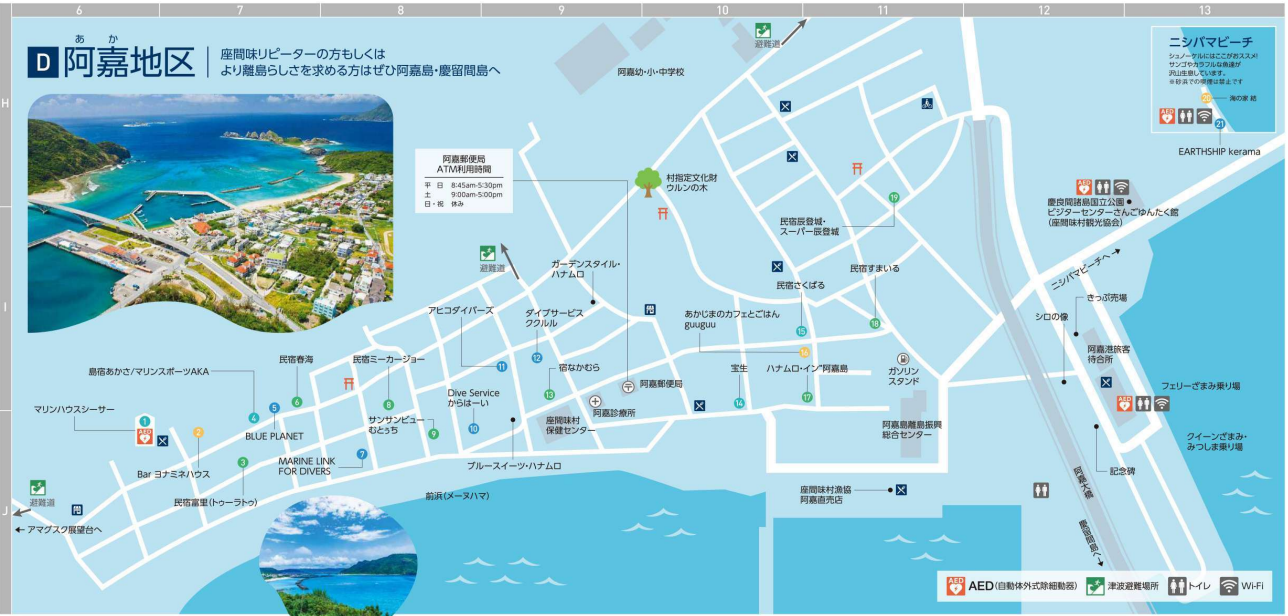 6 7 8 9 10 11 12 13
H
I
J
あか
D 阿嘉地区
座間味リピーターの方もしくは
より離島らしさを求める方はぜひ阿嘉島・慶留間島へ
避難道
阿嘉幼・小・中学校
ニシバマビーチ
シュノーケルにはここがおススメ!
サンゴやカラフルな魚達が
沢山生息しています。
※砂浜での喫煙は禁止です
20
海の家 結
AED
21
EARTHSHIP kerama
阿嘉郵便局
ATM利用時間
平 日 8:45am-5:30pm
土 9:00am-5:00pm
日・祝 休み
村指定文化財
ウルンの木
AED
慶良間諸島国立公園
ビジターセンターさんごゆんたく館
(座間味村観光協会)
19
民宿辰登城・
スーパー辰登城
避難道
ガーデンスタイル・
ハナムロ
民宿すまいる
18
民宿さくばる
15
ニシバマビーチへ→
きっぷ売場
シロの像
アヒコダイバーズ
11
ダイブサービス
ククルル
12
あかじまのカフェとごはん
guuguu
16
阿嘉港旅客
待合所
民宿春海
6
民宿ミーカージョー
8
島宿あかさ/マリンスポーツAKA
4
宿なかむら
13
阿嘉郵便局
宝生
14
ハナムロ・イン"阿嘉島
17
ガソリン
スタンド
フェリーざまみ乗り場
AED
Dive Service
からはーい
10
阿嘉診療所
マリンハウスシーサー
1
AED
2
5
BLUE PLANET
サンサンビュー
むとぅち
9
座間味村
保健センター
阿嘉島離島振興
総合センター
クイーンざまみ・
みつしま乗り場
Bar ヨナミネハウス
3
MARINE LINK
FOR DIVERS
7
ブルースイーツ・ハナムロ
記念碑
避難道
民宿富里(トゥーラトゥ)
前浜(メーヌハマ)
座間味村漁協
阿嘉直売店
阿嘉大橋
慶留間島へ→
← アマグスク展望台へ
AED AED(自動体外式除細動器) 津波避難場所 トイレ Wi-Fi